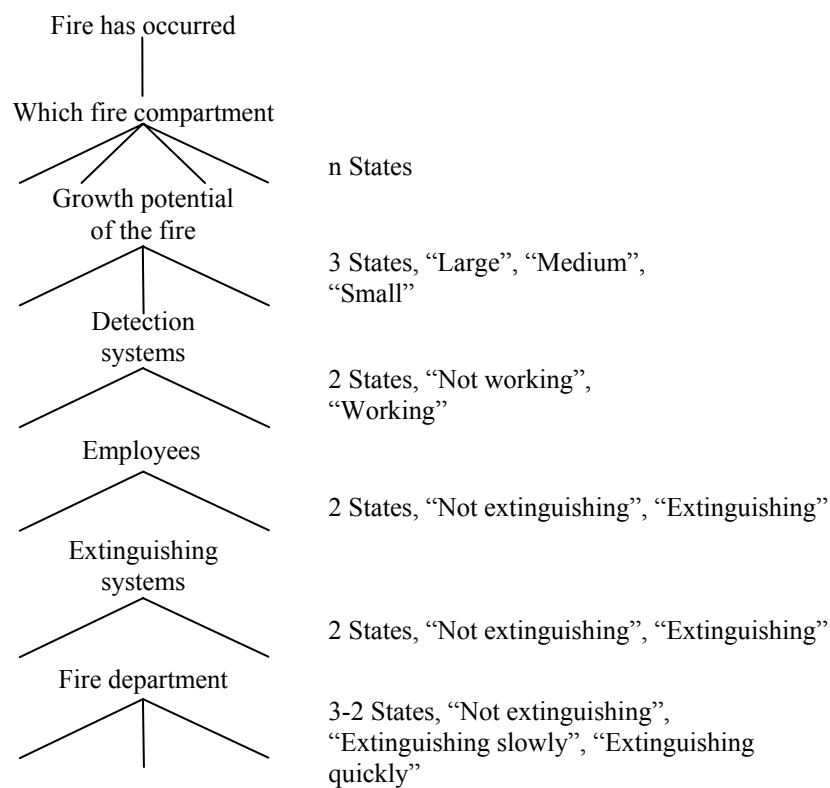 Fire has occurred
Which fire compartment
n States
Growth potential
of the fire
3 States, “Large”, “Medium”,
“Small”
Detection
systems
2 States, “Not working”,
“Working”
Employees
2 States, “Not extinguishing”, “Extinguishing”
Extinguishing
systems
2 States, “Not extinguishing”, “Extinguishing”
Fire department
3-2 States, “Not extinguishing”,
“Extinguishing slowly”, “Extinguishing
quickly”